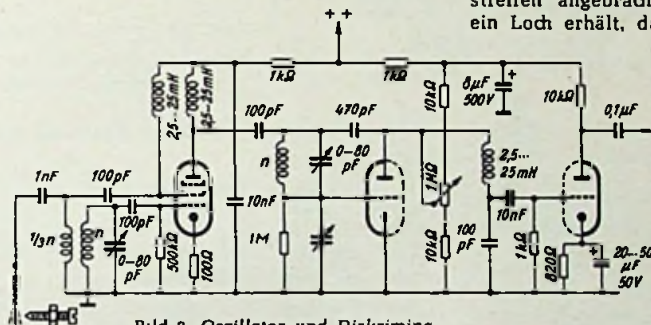 streifen angebrach
ein Loch erhält, da
+ +
1kΩ
1kΩ
2,5...25mH
2,5-25mH
100pF
470pF
10kΩ
8µF
500V
+
10kΩ
0,1µF
1nF
100pF
100pF
n
0-80
pF
1MΩ
2,5...
25mH
10nF
10nF
1/3n
n
0-80
pF
500kΩ
100Ω
1M
10kΩ
100
pF
1kΩ
820Ω
+
20...50
µF
50V
Bild 2. Oszillator und